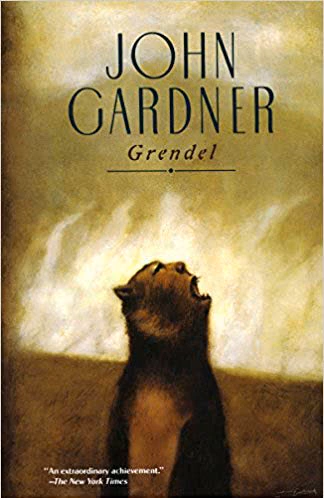 JOHN
GARDNER
Grendel
"An extraordinary achievement."
—The New York Times